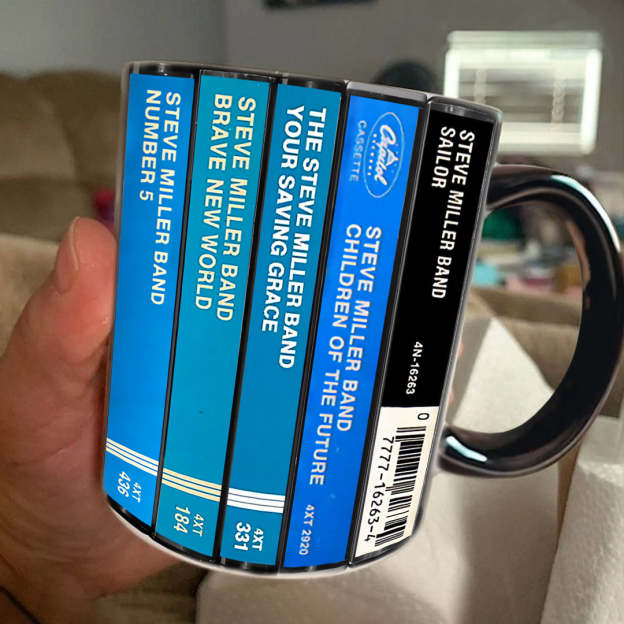 STEVE MILLER BAND
NUMBER 5
4XT
436
STEVE MILLER BAND
BRAVE NEW WORLD
4XT
184
THE STEVE MILLER BAND
YOUR SAVING GRACE
4XT
331
Capitol
RECORDS
CASSETTE
STEVE MILLER BAND
CHILDREN OF THE FUTURE
4XT 2920
STEVE MILLER BAND
SAILOR
4N-16263
0 7777-16263-4